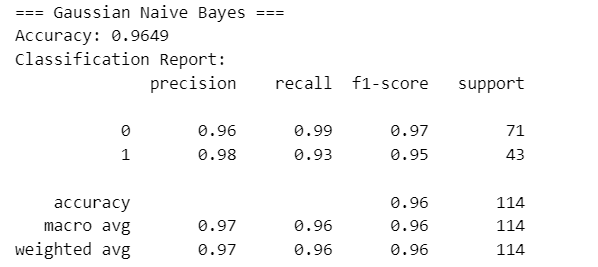 === Gaussian Naive Bayes ===
Accuracy: 0.9649
Classification Report:
              precision    recall  f1-score   support

           0       0.96      0.99      0.97        71
           1       0.98      0.93      0.95        43

    accuracy                           0.96       114
   macro avg       0.97      0.96      0.96       114
weighted avg       0.97      0.96      0.96       114